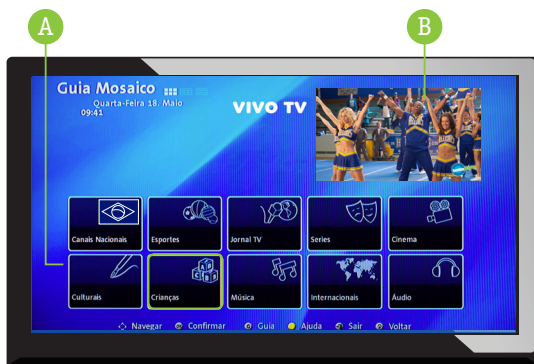 A
B
Guia Mosaico
Quarta-Feira 18. Maio
09:41
VIVO TV
Canais Nacionais
Esportes
Jornal TV
Series
Cinema
Culturais
Crianças
Música
Internacionais
Áudio
Navegar Confirmar Guia Ajuda Sair Voltar